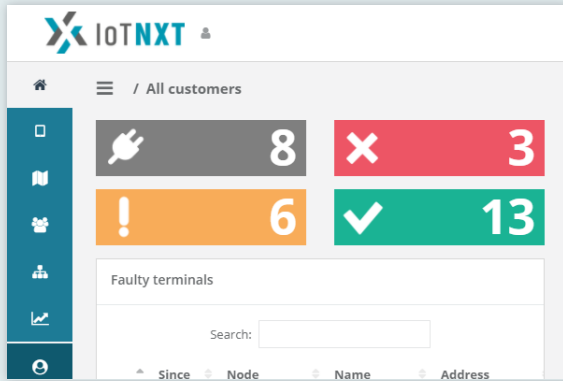 IoTNXT
/ All customers
8
3
6
13
Faulty terminals
Search:
Since Node Name Address